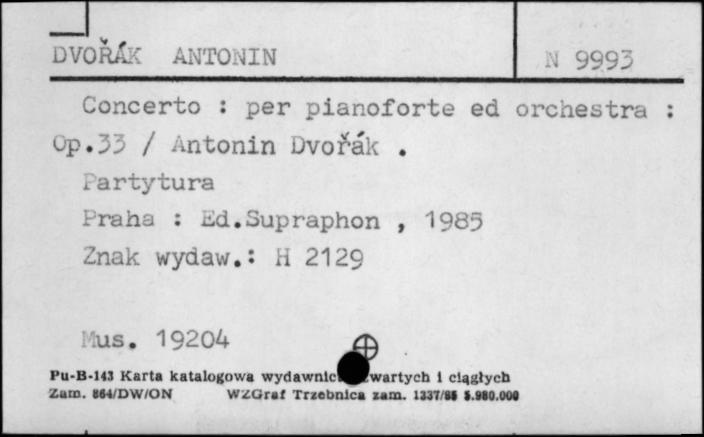 DVOŘÁK ANTONIN
N 9993
Concerto : per pianoforte ed orchestra :
Op.33 / Antonin Dvořák .
Partytura
Praha : Ed.Supraphon , 1985
Znak wydaw.: H 2129
Mus. 19204
Pu-B-143 Karta katalogowa wydawnic zwartych i ciągłych
Zam. 864/DW/ON WZGraf Trzebnica zam. 1337/85 5.980.000